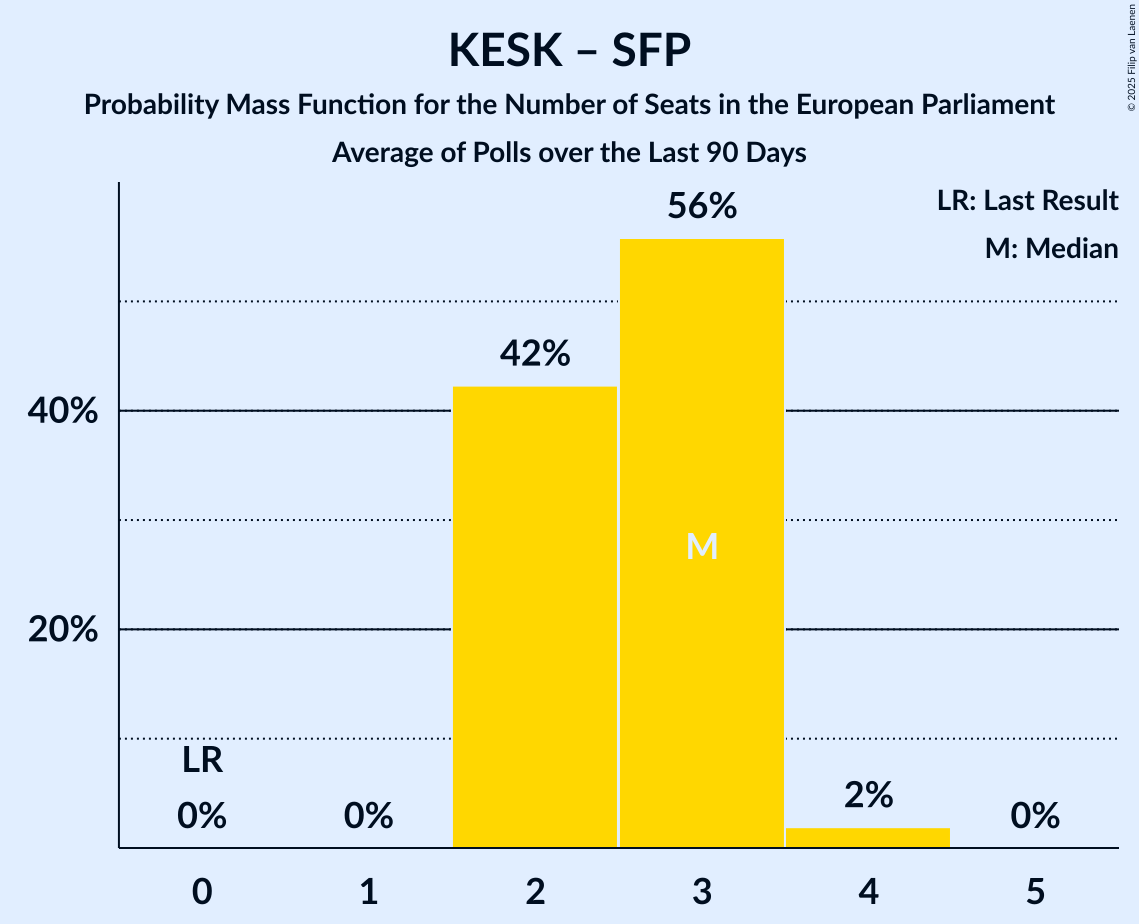 KESK – SFP
Probability Mass Function for the Number of Seats in the European Parliament
Average of Polls over the Last 90 Days
© 2025 Filip van Laenen
LR: Last Result
M: Median
56%
42%
40%
M
20%
LR
0%
0%
2%
0%
0
1
2
3
4
5